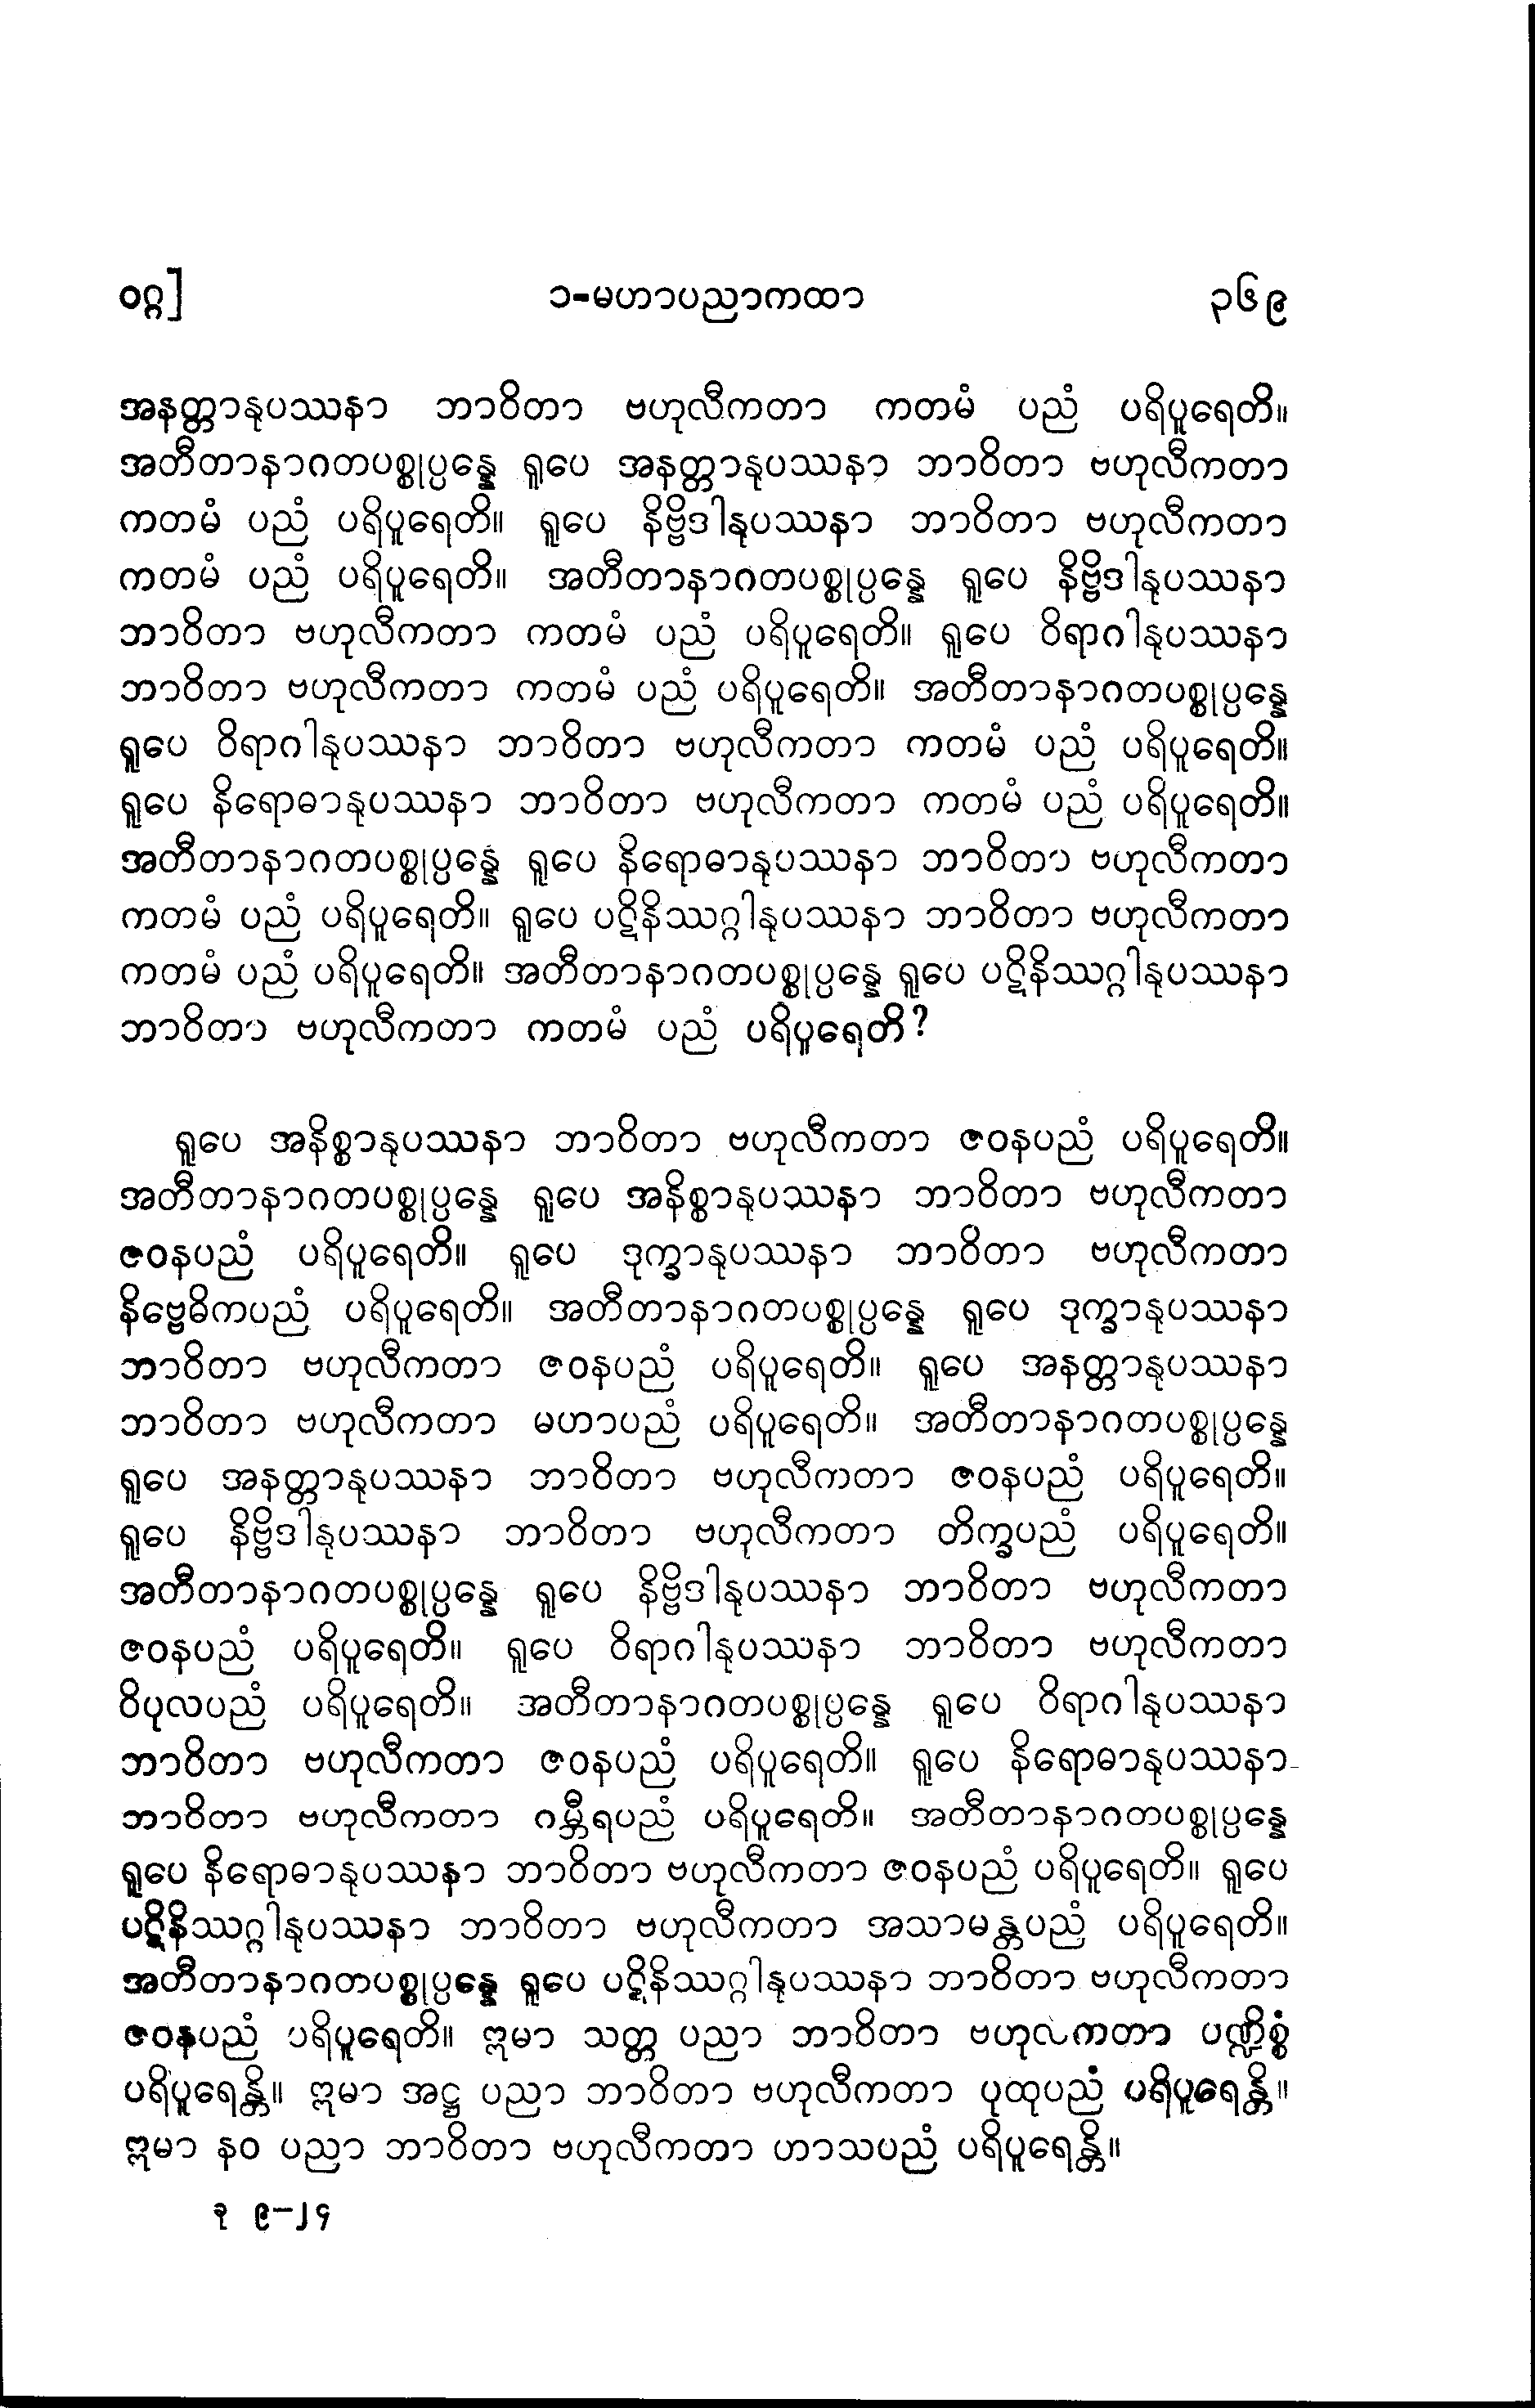 ဝဂ္ဂ]
၁-မဟာပညာကထာ
၃၆၉
အနတ္တာနုပဿနာ ဘာဝိတာ ဗဟုလီကတာ ကတမံ ပညံ ပရိပူရေတိ။
အတီတာနာဂတပစ္စုပ္ပန္နေ ရူပေ အနတ္တာနုပဿနာ ဘာဝိတာ ဗဟုလီကတာ
ကတမံ ပညံ ပရိပူရေတိ။ ရူပေ နိဗ္ဗိဒါနုပဿနာ ဘာဝိတာ ဗဟုလီကတာ
ကတမံ ပညံ ပရိပူရေတိ။ အတီတာနာဂတပစ္စုပ္ပန္နေ ရူပေ နိဗ္ဗိဒါနုပဿနာ
ဘာဝိတာ ဗဟုလီကတာ ကတမံ ပညံ ပရိပူရေတိ။ ရူပေ ဝိရာဂါနုပဿနာ
ဘာဝိတာ ဗဟုလီကတာ ကတမံ ပညံ ပရိပူရေတိ။ အတီတာနာဂတပစ္စုပ္ပန္နေ
ရူပေ ဝိရာဂါနုပဿနာ ဘာဝိတာ ဗဟုလီကတာ ကတမံ ပညံ ပရိပူရေတိ။
ရူပေ နိရောဓာနုပဿနာ ဘာဝိတာ ဗဟုလီကတာ ကတမံ ပညံ ပရိပူရေတိ။
အတီတာနာဂတပစ္စုပ္ပန္နေ ရူပေ နိရောဓာနုပဿနာ ဘာဝိတာ ဗဟုလီကတာ
ကတမံ ပညံ ပရိပူရေတိ။ ရူပေ ပဋိနိဿဂ္ဂါနုပဿနာ ဘာဝိတာ ဗဟုလီကတာ
ကတမံ ပညံ ပရိပူရေတိ။ အတီတာနာဂတပစ္စုပ္ပန္နေ ရူပေ ပဋိနိဿဂ္ဂါနုပဿနာ
ဘာဝိတာ ဗဟုလီကတာ ကတမံ ပညံ ပရိပူရေတိ?
ရူပေ အနိစ္စာနုပဿနာ ဘာဝိတာ ဗဟုလီကတာ ဇဝနပညံ ပရိပူရေတိ။
အတီတာနာဂတပစ္စုပ္ပန္နေ ရူပေ အနိစ္စာနုပဿနာ ဘာဝိတာ ဗဟုလီကတာ
ဇဝနပညံ ပရိပူရေတိ။ ရူပေ ဒုက္ခာနုပဿနာ ဘာဝိတာ ဗဟုလီကတာ
နိဗ္ဗေဓိကပညံ ပရိပူရေတိ။ အတီတာနာဂတပစ္စုပ္ပန္နေ ရူပေ ဒုက္ခာနုပဿနာ
ဘာဝိတာ ဗဟုလီကတာ ဇဝနပညံ ပရိပူရေတိ။ ရူပေ အနတ္တာနုပဿနာ
ဘာဝိတာ ဗဟုလီကတာ မဟာပညံ ပရိပူရေတိ။ အတီတာနာဂတပစ္စုပ္ပန္နေ
ရူပေ အနတ္တာနုပဿနာ ဘာဝိတာ ဗဟုလီကတာ ဇဝနပညံ ပရိပူရေတိ။
ရူပေ နိဗ္ဗိဒါနုပဿနာ ဘာဝိတာ ဗဟုလီကတာ တိက္ခပညံ ပရိပူရေတိ။
အတီတာနာဂတပစ္စုပ္ပန္နေ ရူပေ နိဗ္ဗိဒါနုပဿနာ ဘာဝိတာ ဗဟုလီကတာ
ဇဝနပညံ ပရိပူရေတိ။ ရူပေ ဝိရာဂါနုပဿနာ ဘာဝိတာ ဗဟုလီကတာ
ဝိပုလပညံ ပရိပူရေတိ။ အတီတာနာဂတပစ္စုပ္ပန္နေ ရူပေ ဝိရာဂါနုပဿနာ
ဘာဝိတာ ဗဟုလီကတာ ဇဝနပညံ ပရိပူရေတိ။ ရူပေ နိရောဓာနုပဿနာ
ဘာဝိတာ ဗဟုလီကတာ ဂမ္ဘီရပညံ ပရိပူရေတိ။ အတီတာနာဂတပစ္စုပ္ပန္နေ
ရူပေ နိရောဓာနုပဿနာ ဘာဝိတာ ဗဟုလီကတာ ဇဝနပညံ ပရိပူရေတိ။ ရူပေ
ပဋိနိဿဂ္ဂါနုပဿနာ ဘာဝိတာ ဗဟုလီကတာ အသာမန္တပညံ ပရိပူရေတိ။
အတီတာနာဂတပစ္စုပ္ပန္နေ ရူပေ ပဋိနိဿဂ္ဂါနုပဿနာ ဘာဝိတာ ဗဟုလီကတာ
ဇဝနပညံ ပရိပူရေတိ။ ဣမာ သတ္တ ပညာ ဘာဝိတာ ဗဟုလီကတာ ပဏ္ဍိစ္စံ
ပရိပူရေန္တိ။ ဣမာ အဋ္ဌ ပညာ ဘာဝိတာ ဗဟုလီကတာ ပုထုပညံ ပရိပူရေန္တိ။
ဣမာ နဝ ပညာ ဘာဝိတာ ဗဟုလီကတာ ဟာသပညံ ပရိပူရေန္တိ။
ခု ၉-၂၄